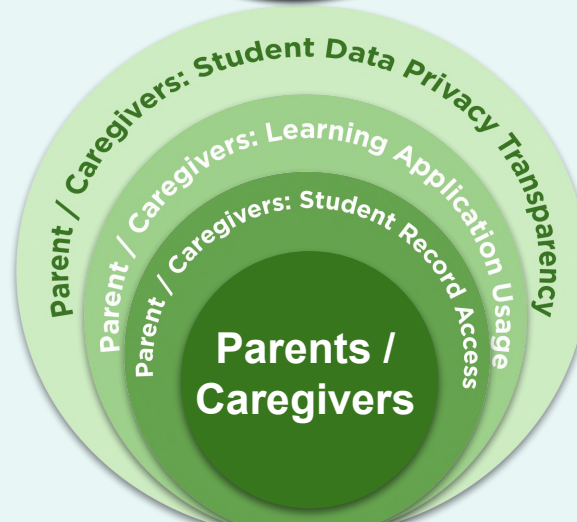 Parent / Caregivers: Student Data Privacy Transparency
Parent / Caregivers: Learning Application Usage
Parent / Caregivers: Student Record Access
Parents /
Caregivers